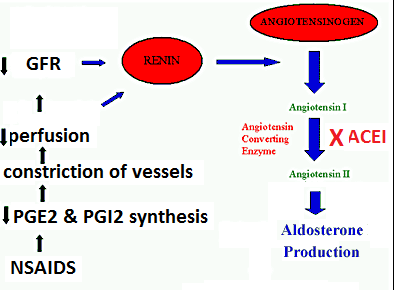 ANGIOTENSINOGEN
GFR
RENIN
Angiotensin I
perfusion
Angiotensin
Converting
Enzyme
X ACEI
constriction of vessels
Angiotensin II
PGE2 & PGI2 synthesis
Aldosterone
Production
NSAIDS